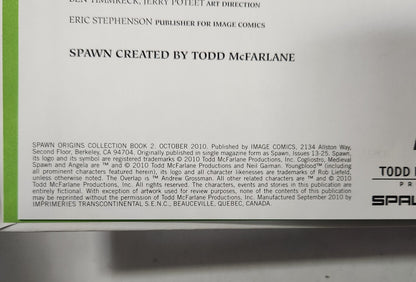 BEN TIMMRECK, JERRY POTEET ART DIRECTION
ERIC STEPHENSON PUBLISHER FOR IMAGE COMICS
SPAWN CREATED BY TODD McFARLANE
SPAWN ORIGINS COLLECTION BOOK 2. OCTOBER 2010. Published by IMAGE COMICS, 2134 Allston Way,
Second Floor, Berkeley, CA 94704. Originally published in single magazine form as Spawn, Issues 13-25. Spawn,
its logo and its symbol are registered trademarks © 2010 Todd McFarlane Productions, Inc. Cogliostro, Medieval
Spawn and Angela are ™ and © 2010 Todd McFarlane Productions and Neil Gaiman. Youngblood™ (including
all prominent characters featured herein), its logo and all character likenesses are trademarks of Rob Liefeld,
unless otherwise noted. The Overlap is ™ Andrew Grossman. All other related characters are ™ and © 2010
Todd McFarlane Productions, Inc. All rights reserved. The characters, events and stories in this publication are
entirely fictional. With exception of artwork used for review purposes, none of the contents of this publication
may be reprinted without the permission of Todd McFarlane Productions, Inc. Manufactured September 2010 by
IMPRIMERIES TRANSCONTINENTAL S.E.N.C., BEAUCEVILLE, QUEBEC, CANADA.
TODD
PR
SPAW